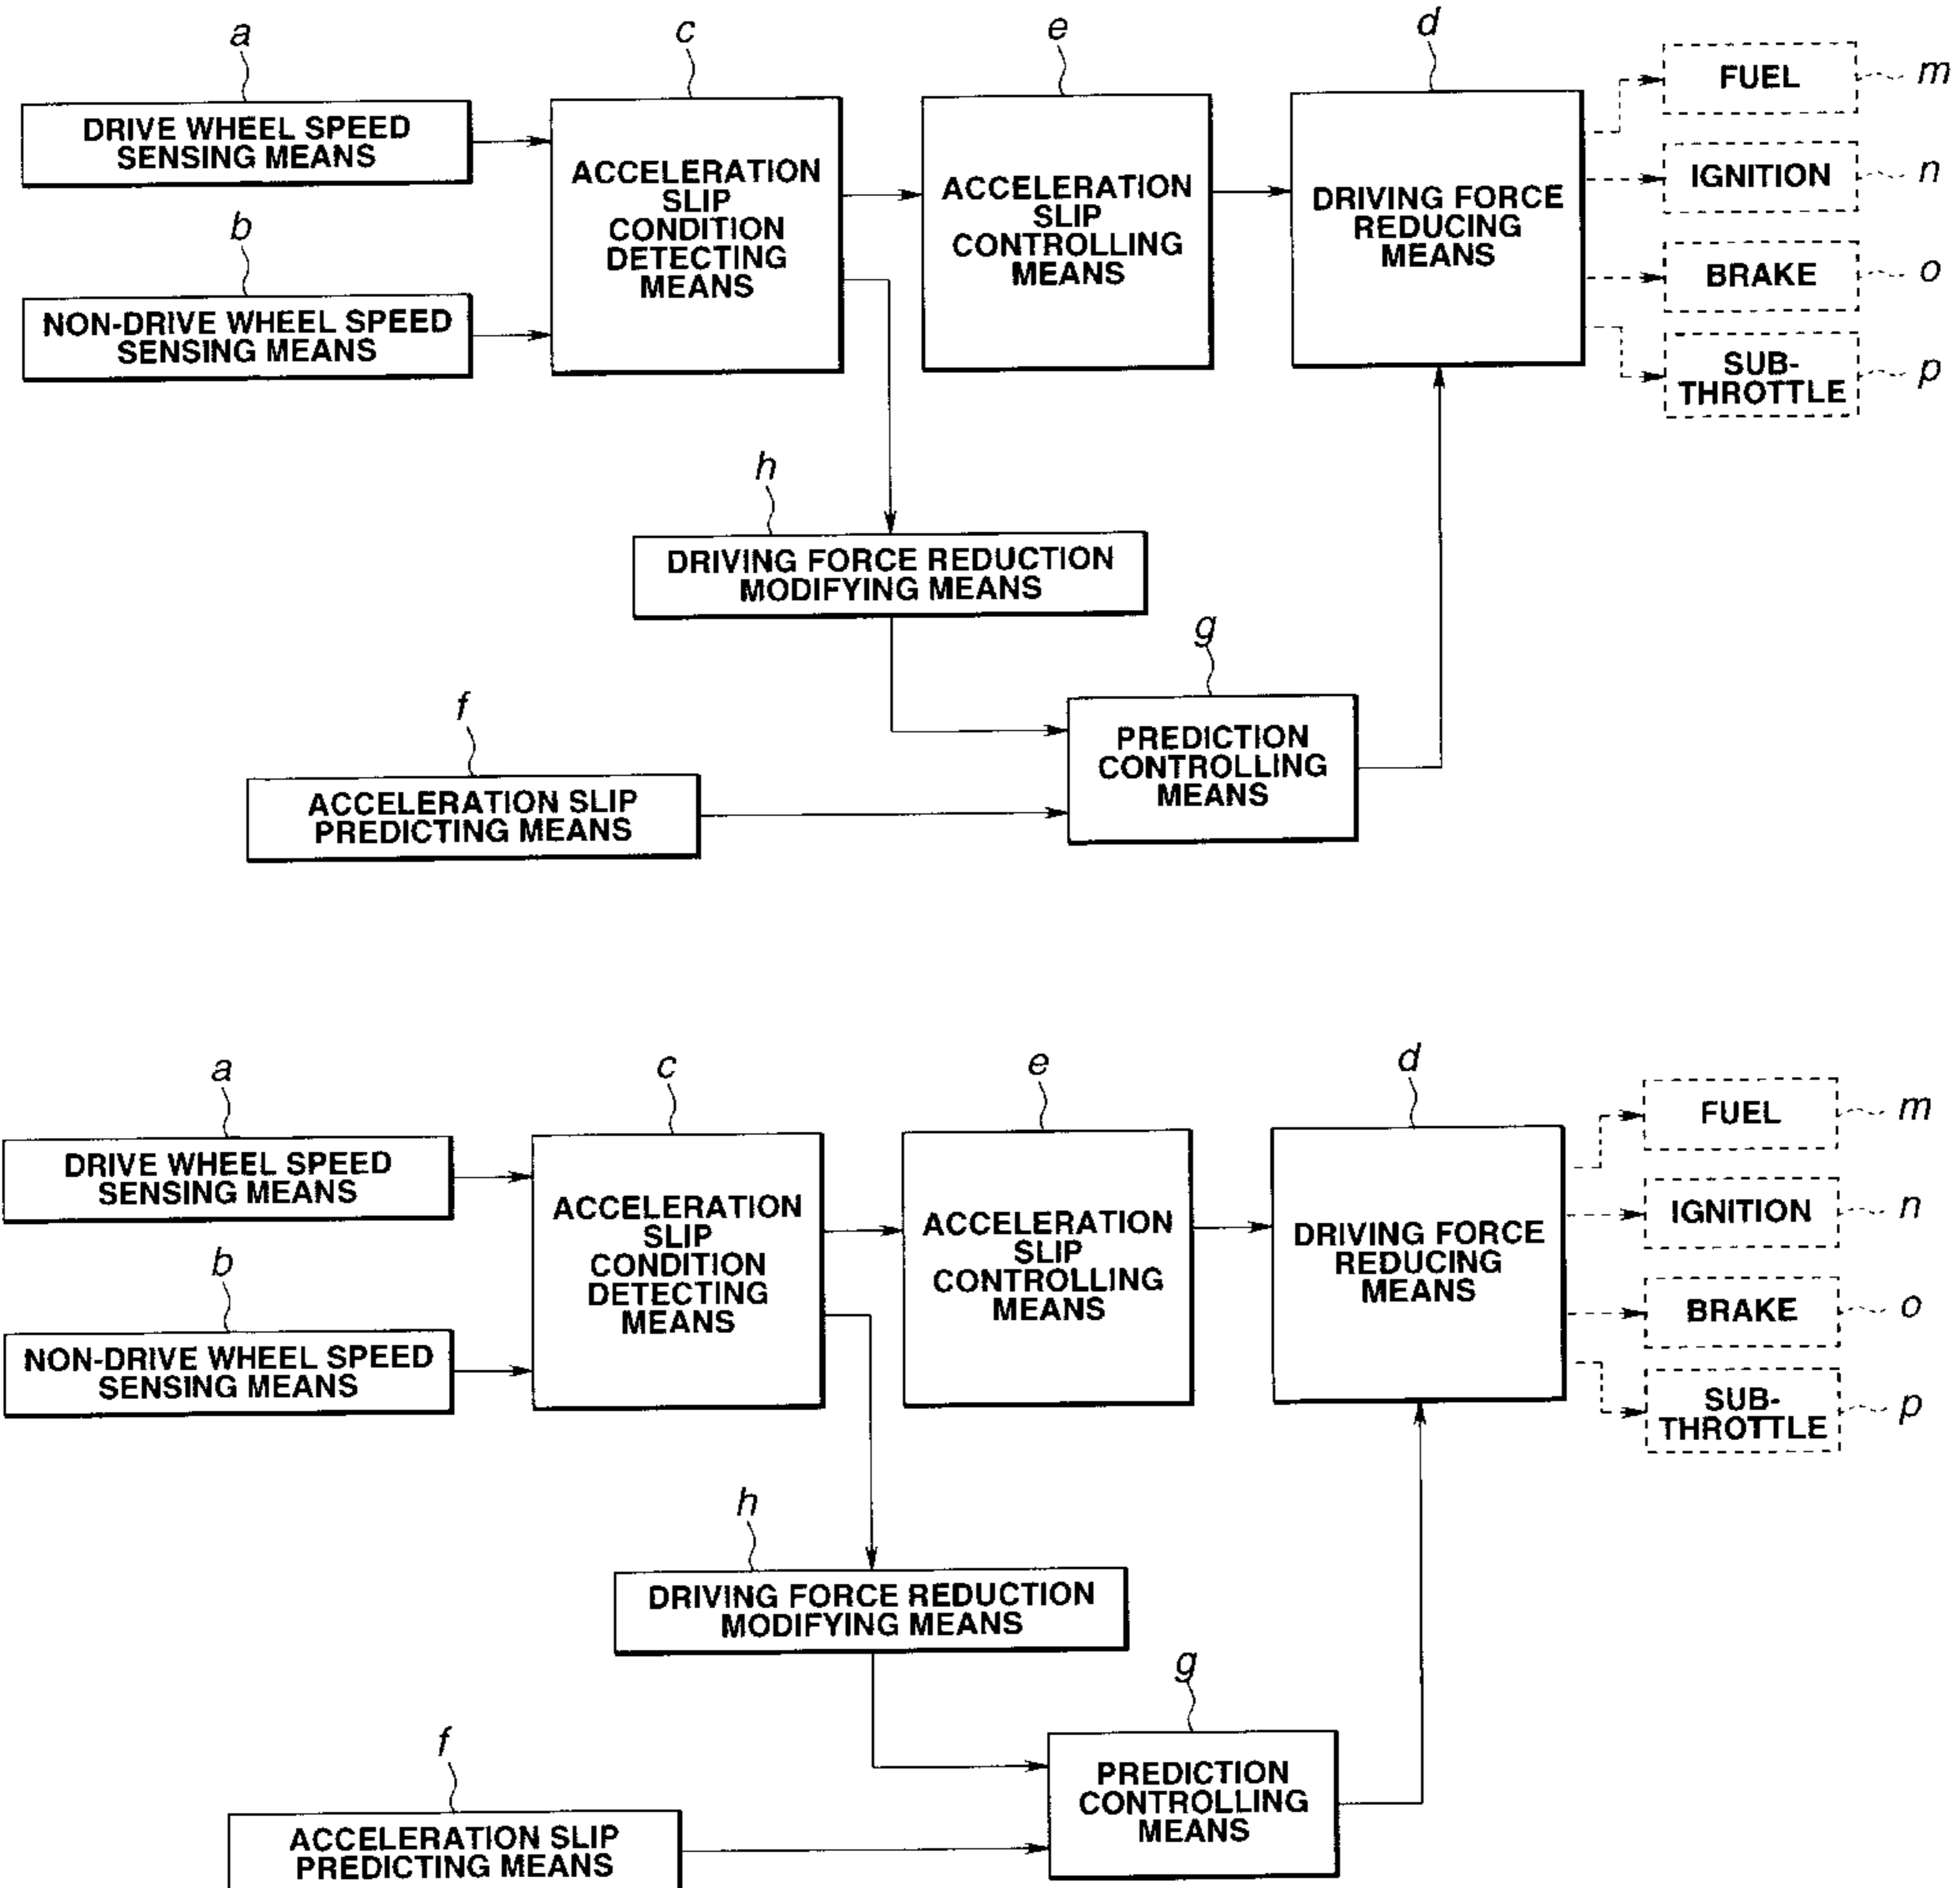 a
c
e
d
FUEL
m
DRIVE WHEEL SPEED
SENSING MEANS
ACCELERATION
SLIP
CONDITION
DETECTING
MEANS
ACCELERATION
SLIP
CONTROLLING
MEANS
DRIVING FORCE
REDUCING
MEANS
IGNITION
n
b
NON-DRIVE WHEEL SPEED
SENSING MEANS
BRAKE
o
SUB-
THROTTLE
p
h
DRIVING FORCE REDUCTION
MODIFYING MEANS
g
PREDICTION
CONTROLLING
MEANS
f
ACCELERATION SLIP
PREDICTING MEANS
a
c
e
d
FUEL
m
DRIVE WHEEL SPEED
SENSING MEANS
ACCELERATION
SLIP
CONDITION
DETECTING
MEANS
ACCELERATION
SLIP
CONTROLLING
MEANS
DRIVING FORCE
REDUCING
MEANS
IGNITION
n
b
NON-DRIVE WHEEL SPEED
SENSING MEANS
BRAKE
o
SUB-
THROTTLE
p
h
DRIVING FORCE REDUCTION
MODIFYING MEANS
g
PREDICTION
CONTROLLING
MEANS
f
ACCELERATION SLIP
PREDICTING MEANS